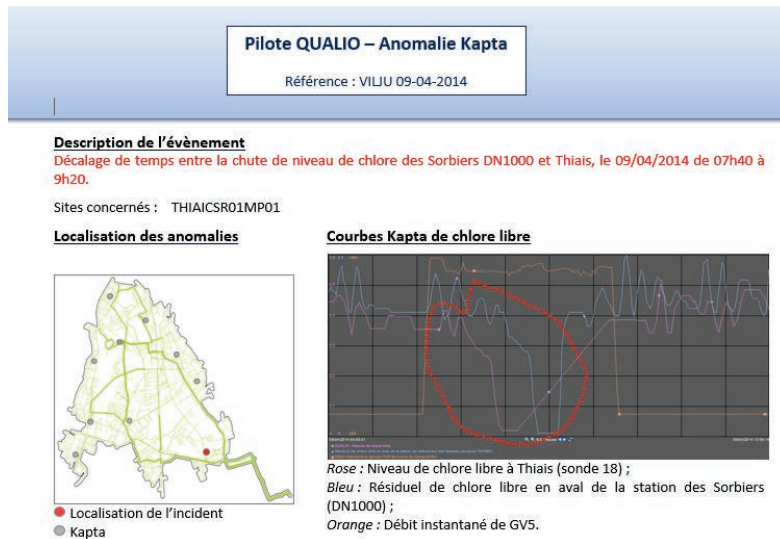 Pilote QUALIO – Anomalie Kapta
Référence : VILJU 09-04-2014
Description de l'évènement
Décalage de temps entre la chute de niveau de chlore des Sorbiers DN1000 et Thiais, le 09/04/2014 de 07h40 à
9h20.
Sites concernés : THIAICSR01MP01
Localisation des anomalies
Courbes Kapta de chlore libre
Rose : Niveau de chlore libre à Thiais (sonde 18) ;
Bleu : Résiduel de chlore libre en aval de la station des Sorbiers
(DN1000) ;
Orange : Débit instantané de GV5.
Localisation de l'incident
Kapta